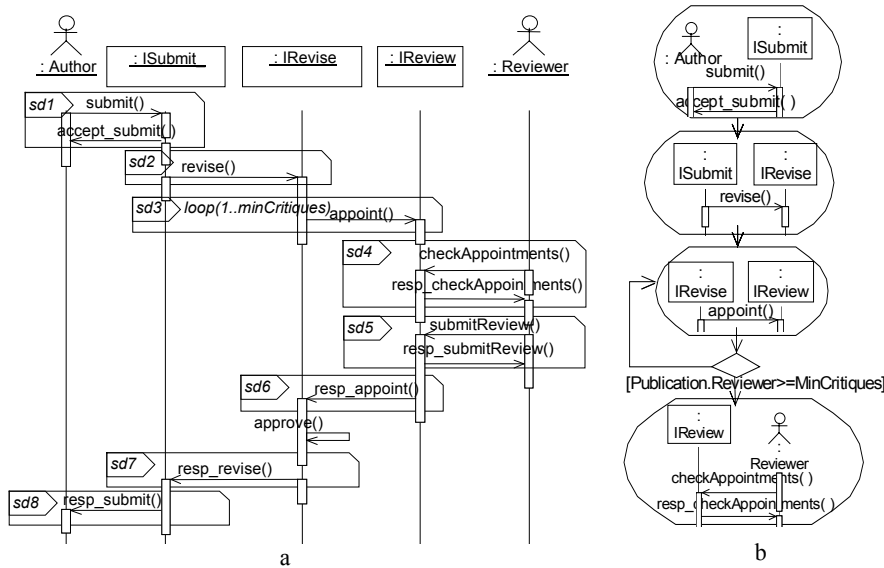 : Author
: ISubmit
: IRevise
: IReview
: Reviewer
sd1
submit()
accept_submit()
sd2
revise()
sd3
loop(1..minCritiques)
appoint()
sd4
checkAppointments()
resp_checkAppointments()
sd5
submitReview()
resp_submitReview()
sd6
resp_appoint()
approve()
sd7
resp_revise()
sd8
resp_submit()
a
: Author
:
ISubmit
submit()
accept_submit( )
:
ISubmit
:
IRevise
revise()
:
IRevise
:
IReview
appoint()
[Publication.Reviewer>=MinCritiques]
:
IReview
:
Reviewer
checkAppointments( )
resp_checkAppointments( )
b